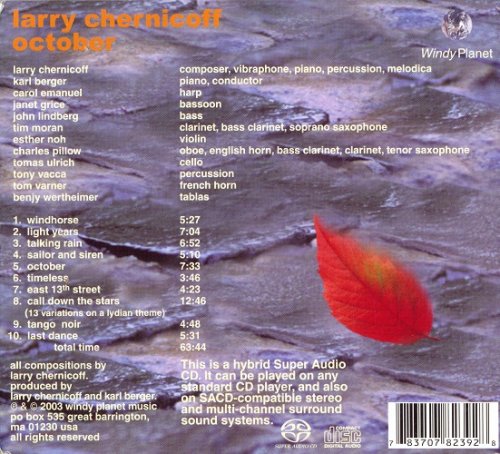 larry chernicoff
october
WindyPlanet
larry chernicoff composer, vibraphone, piano, percussion, melodica
karl berger piano, conductor
carol emanuel harp
janet grice bassoon
john lindberg bass
tim moran clarinet, bass clarinet, soprano saxophone
esther noh violin
charles pillow oboe, english horn, bass clarinet, clarinet, tenor saxophone
tomas ulrich cello
tony vacca percussion
tom varner french horn
benjy wertheimer tablas
1. windhorse 5:27
2. light years 7:04
3. talking rain 6:52
4. sailor and siren 5:10
5. october 7:33
6. timeless 3:46
7. east 13th street 4:23
8. call down the stars 12:46
(13 variations on a lydian theme)
9. tango noir 4:48
10. last dance 5:31
total time 63:44
all compositions by
larry chernicoff.
produced by
larry chernicoff and karl berger.
℗ & © 2003 windy planet music
po box 535 great barrington,
ma 01230 usa
all rights reserved
This is a hybrid Super Audio
CD. It can be played on any
standard CD player, and also
on SACD-compatible stereo
and multi-channel surround
sound systems.
SUPER AUDIO CD
COMPACT
disc
DIGITAL AUDIO
7 83707 82392 8